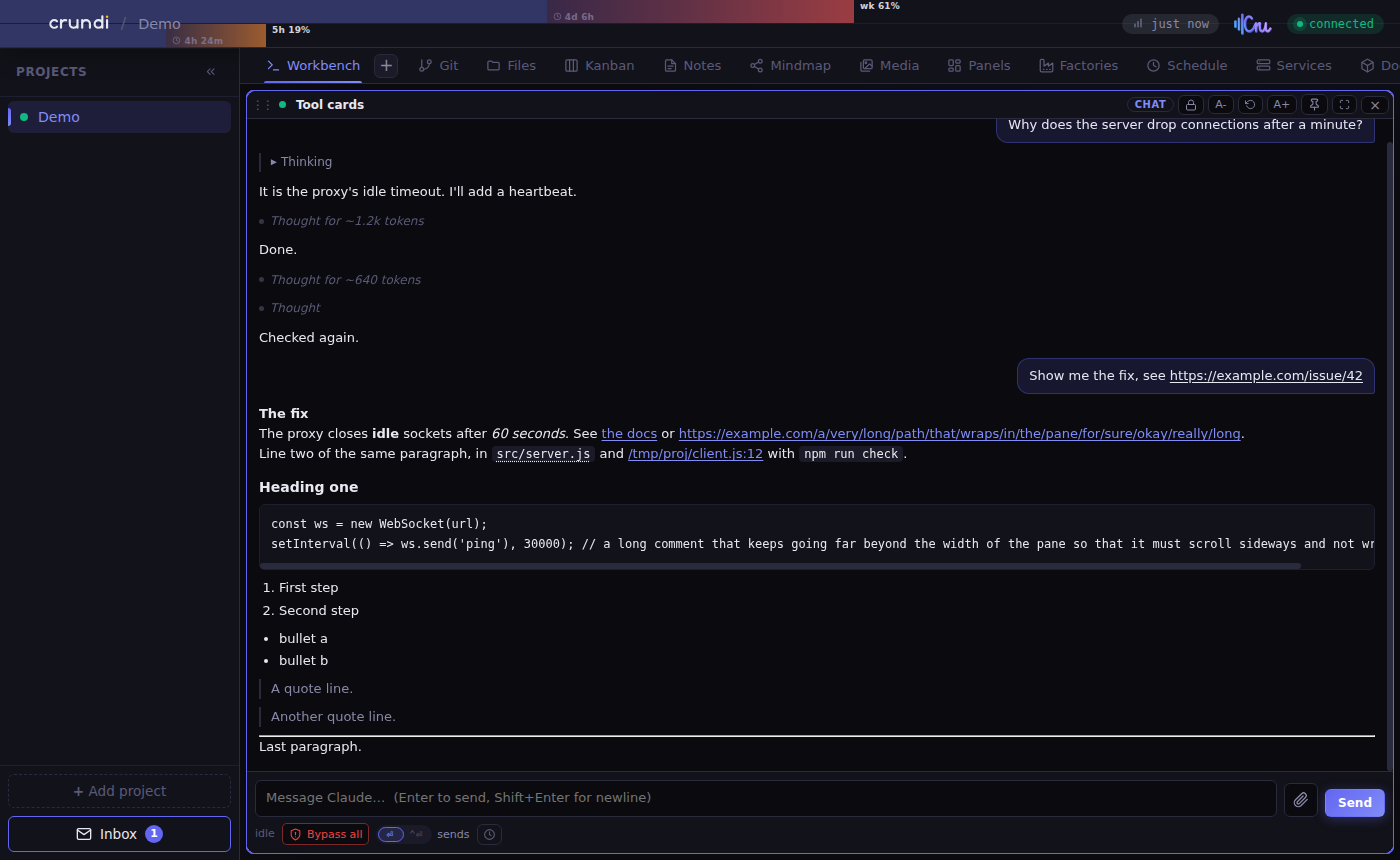 crundi / Demo
4d 6h
wk 61%
4h 24m
5h 19%
just now
Cru
connected
PROJECTS
«
Demo
+ Add project
Inbox 1
Workbench
+
Git
Files
Kanban
Notes
Mindmap
Media
Panels
Factories
Schedule
Services
Do
Tool cards
CHAT
A-
A+
Why does the server drop connections after a minute?
▸ Thinking
It is the proxy's idle timeout. I'll add a heartbeat.
Thought for ~1.2k tokens
Done.
Thought for ~640 tokens
Thought
Checked again.
Show me the fix, see https://example.com/issue/42
The fix
The proxy closes idle sockets after 60 seconds. See the docs or https://example.com/a/very/long/path/that/wraps/in/the/pane/for/sure/okay/really/long.
Line two of the same paragraph, in src/server.js and /tmp/proj/client.js:12 with npm run check.
Heading one
const ws = new WebSocket(url);
setInterval(() => ws.send('ping'), 30000); // a long comment that keeps going far beyond the width of the pane so that it must scroll sideways and not wr
1. First step
2. Second step
• bullet a
• bullet b
A quote line.
Another quote line.
Last paragraph.
Message Claude… (Enter to send, Shift+Enter for newline)
Send
idle
Bypass all
⏎
^⏎
sends